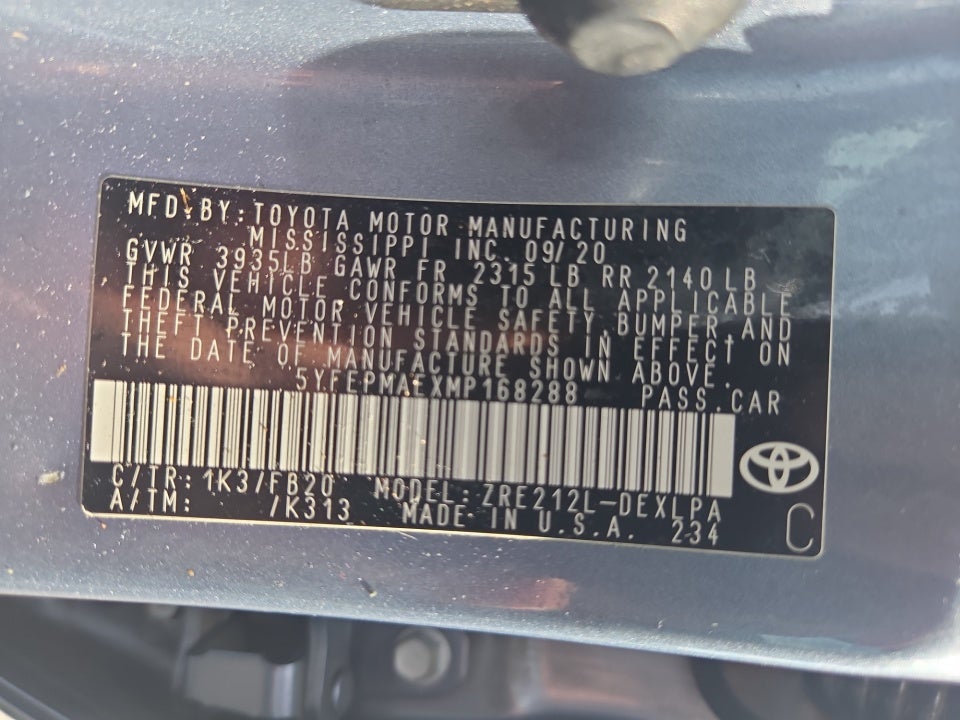 MFD.BY:TOYOTA MOTOR MANUFACTURING
MISSISSIPPI INC. 09/20
GVWR 3935LB GAWR FR 2315 LB RR 2140 LB
THIS VEHICLE CONFORMS TO ALL APPLICABLE
FEDERAL MOTOR VEHICLE SAFETY,BUMPER AND
THEFT PREVENTION STANDARDS IN EFFECT ON
THE DATE OF MANUFACTURE SHOWN ABOVE.
5YFEPMAEXMP168288 PASS.CAR
C/TR:1K3/FB20 MODEL:ZRE212L-DEXLPA
A/TM: /K313 MADE IN U.S.A. 234
C